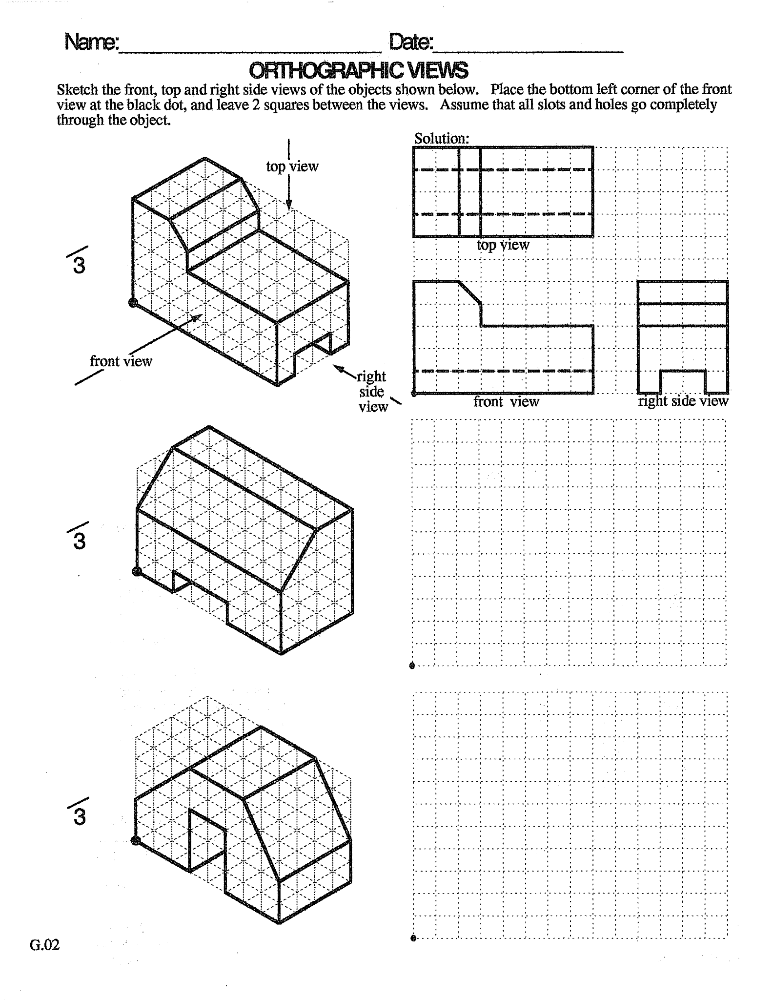 Name: Date:
ORTHOGRAPHIC VIEWS
Sketch the front, top and right side views of the objects shown below. Place the bottom left corner of the front
view at the black dot, and leave 2 squares between the views. Assume that all slots and holes go completely
through the object.
Solution:
top view
top view
3
front view
right
side
view
front view
right side view
3
3
G.02